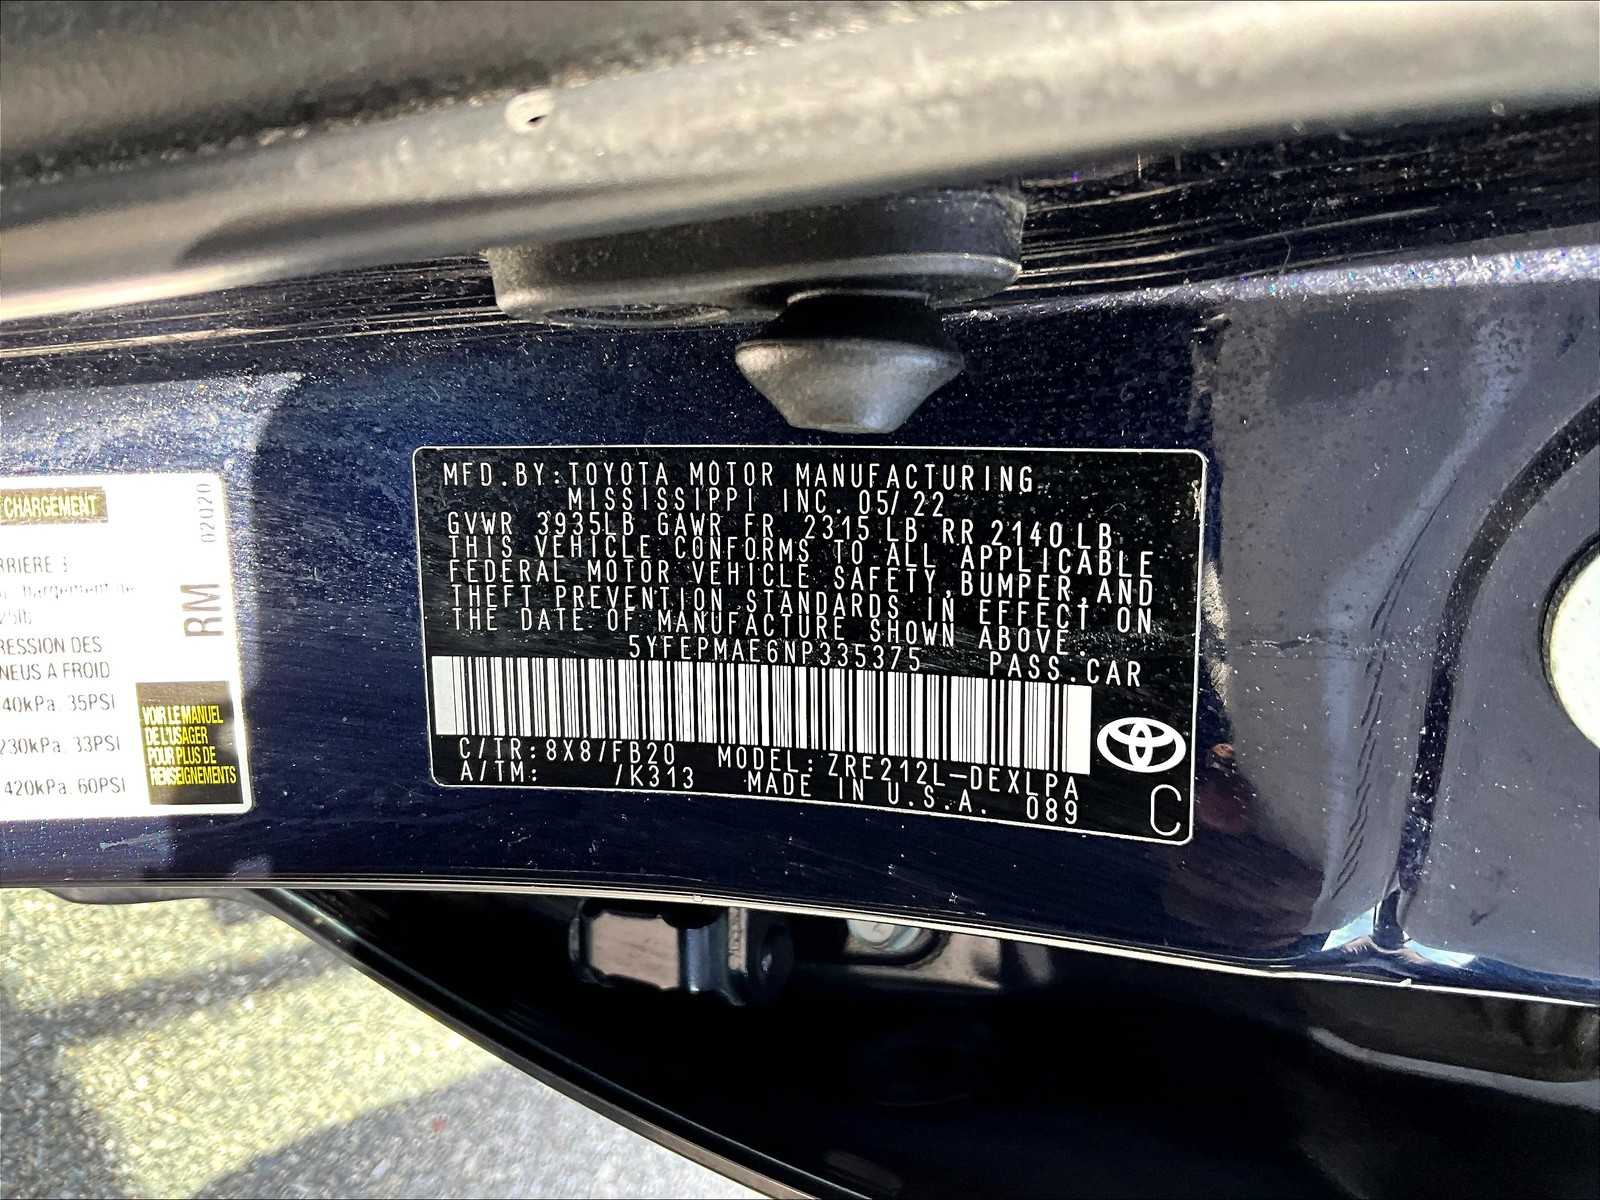 CHARGEMENT
02020
RRIERE 3
RM
RESSION DES
NEUS A FROID
40kPa, 35PSI
230kPa, 33PSI
420kPa, 60PSI
VOIR LE MANUEL
DE L'USAGER
POUR PLUS DE
RENSEIGNEMENTS
MFD.BY:TOYOTA MOTOR MANUFACTURING,
MISSISSIPPI INC. 05/22
GVWR 3935LB GAWR FR 2315 LB RR 2140 LB
THIS VEHICLE CONFORMS TO ALL APPLICABLE
FEDERAL MOTOR VEHICLE SAFETY,BUMPER,AND
THEFT PREVENTION STANDARDS IN EFFECT ON
THE DATE OF MANUFACTURE SHOWN ABOVE.
5YFEPMAE6NP335375 PASS.CAR
C/TR:8X8/FB20 MODEL:ZRE212L-DEXLPA
A/TM: /K313 MADE IN U.S.A. 089
C